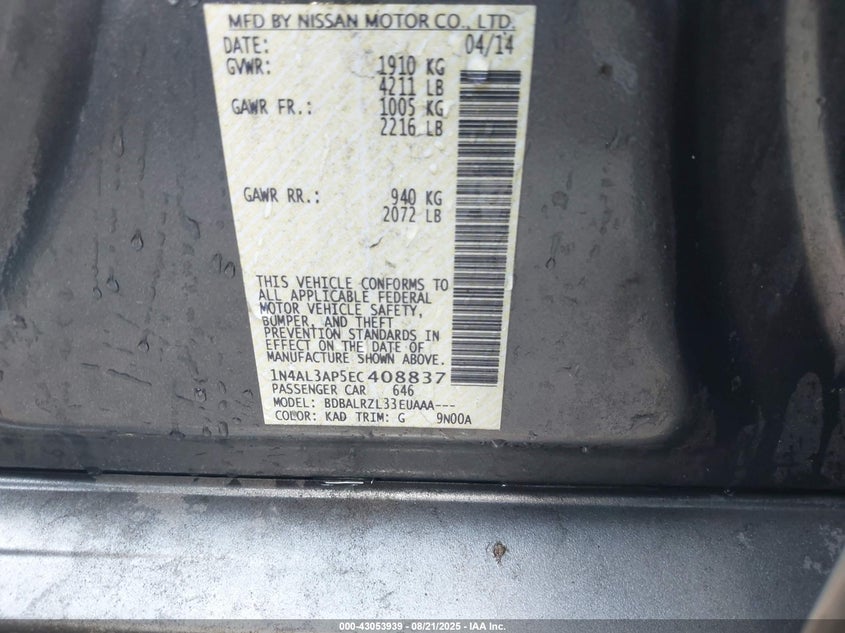 MFD BY NISSAN MOTOR CO., LTD.
DATE: 04/14
GVWR: 1910 KG
4211 LB
GAWR FR.: 1005 KG
2216 LB
GAWR RR.: 940 KG
2072 LB
THIS VEHICLE CONFORMS TO
ALL APPLICABLE FEDERAL
MOTOR VEHICLE SAFETY,
BUMPER, AND THEFT
PREVENTION STANDARDS IN
EFFECT ON THE DATE OF
MANUFACTURE SHOWN ABOVE.
1N4AL3AP5EC408837
PASSENGER CAR 646
MODEL: BDBALRZL33EUAAA---
COLOR: KAD TRIM: G 9N00A
000-43053939 - 08/21/2025 - IAA Inc.